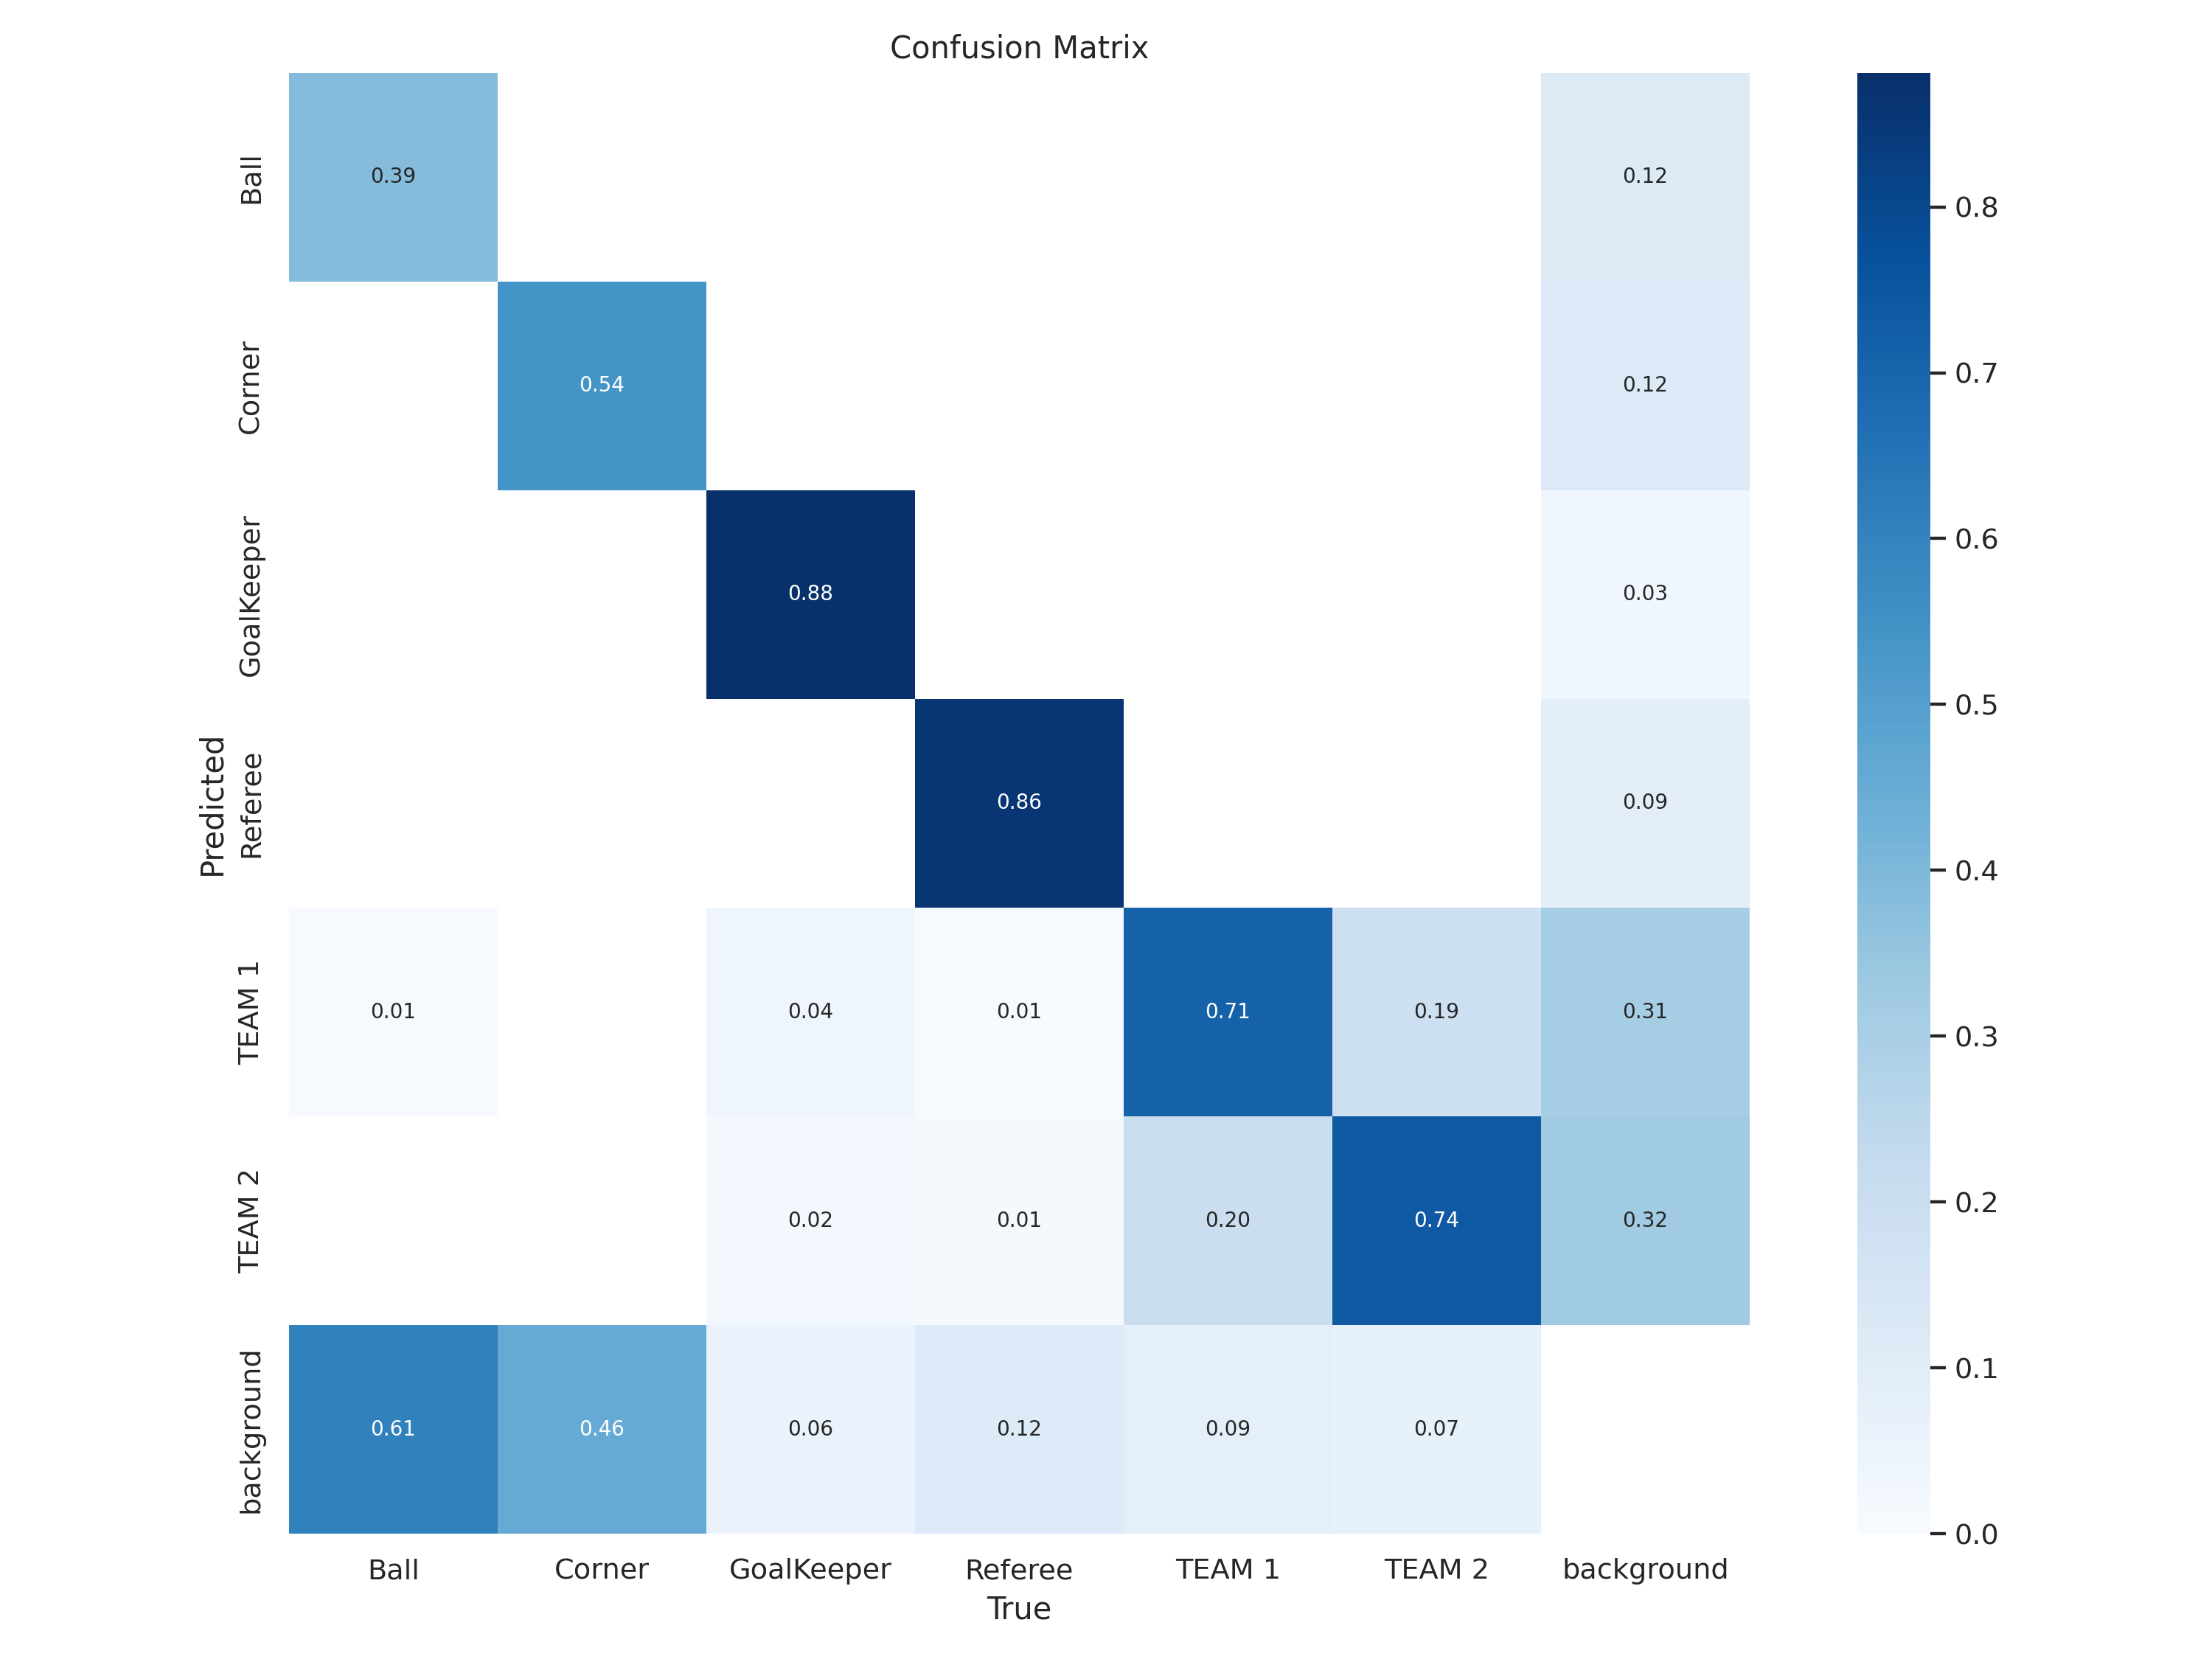 Confusion Matrix
Ball
0.39
0.12
0.8
Corner
0.54
0.12
0.7
GoalKeeper
0.88
0.03
0.6
0.5
Predicted
Referee
0.86
0.09
0.4
TEAM 1
0.01
0.04
0.01
0.71
0.19
0.31
0.3
TEAM 2
0.02
0.01
0.20
0.74
0.32
0.2
background
0.61
0.46
0.06
0.12
0.09
0.07
0.1
0.0
Ball
Corner
GoalKeeper
Referee
TEAM 1
TEAM 2
background
True